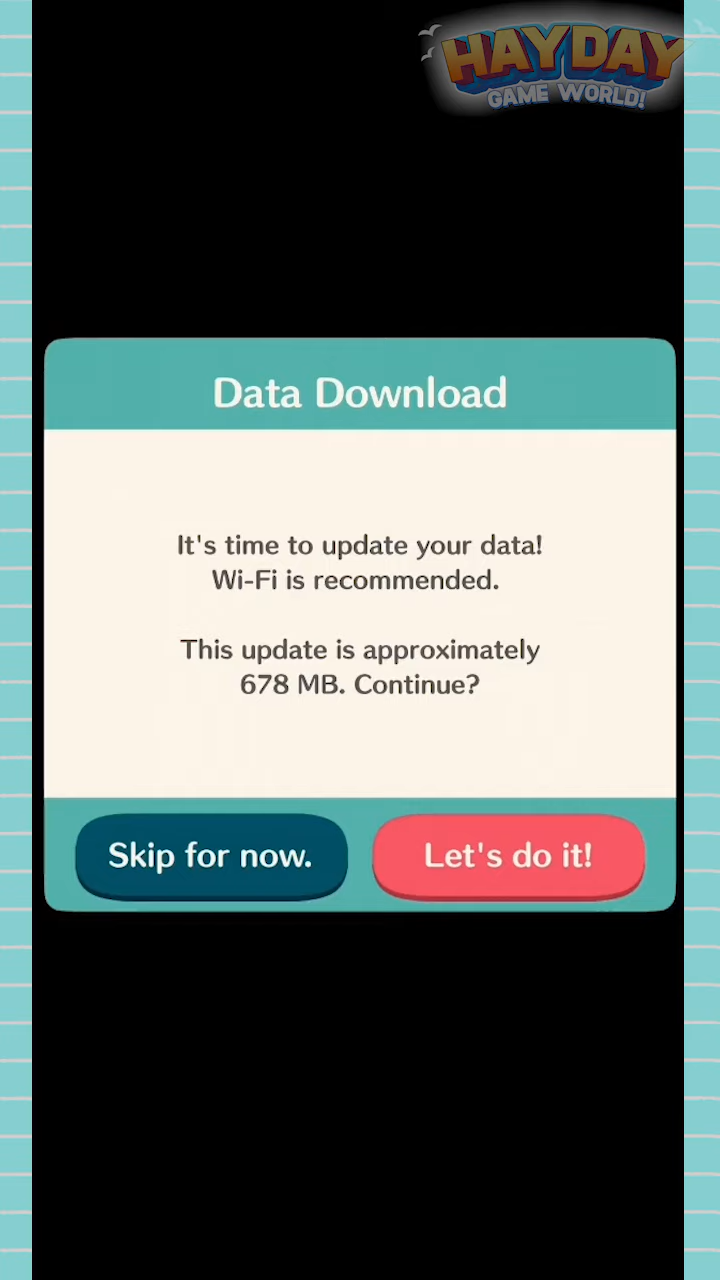 HAYDAY
GAME WORLD!
Data Download
It's time to update your data!
Wi-Fi is recommended.
This update is approximately
678 MB. Continue?
Skip for now.
Let's do it!